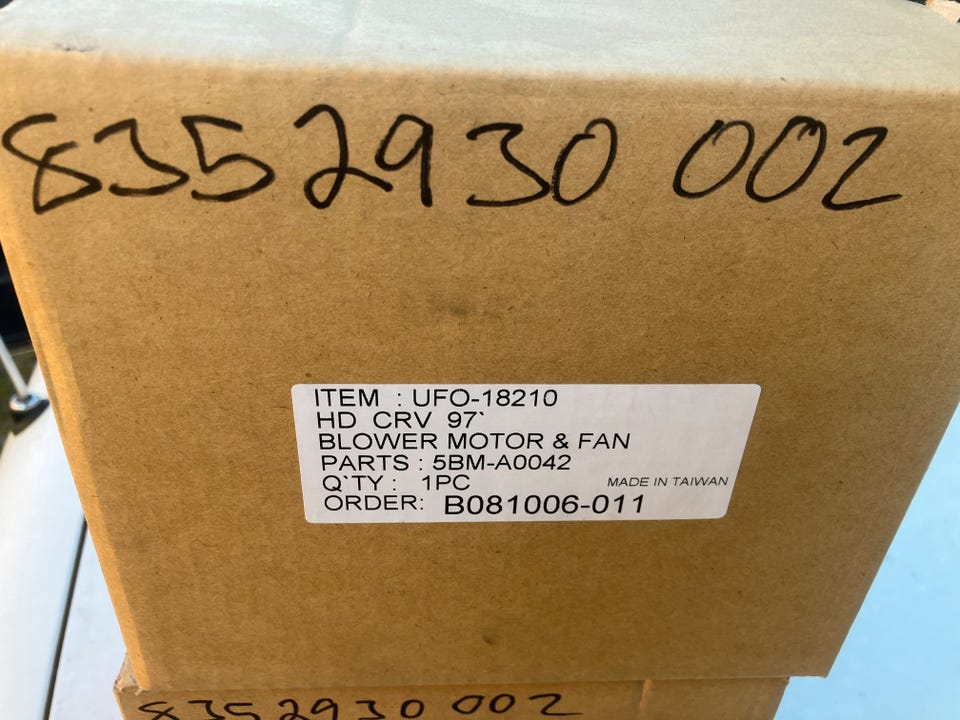 8352930 002
ITEM : UFO-18210
HD CRV 97`
BLOWER MOTOR & FAN
PARTS : 5BM-A0042
Q`TY : 1PC
MADE IN TAIWAN
ORDER: B081006-011
8352930 002